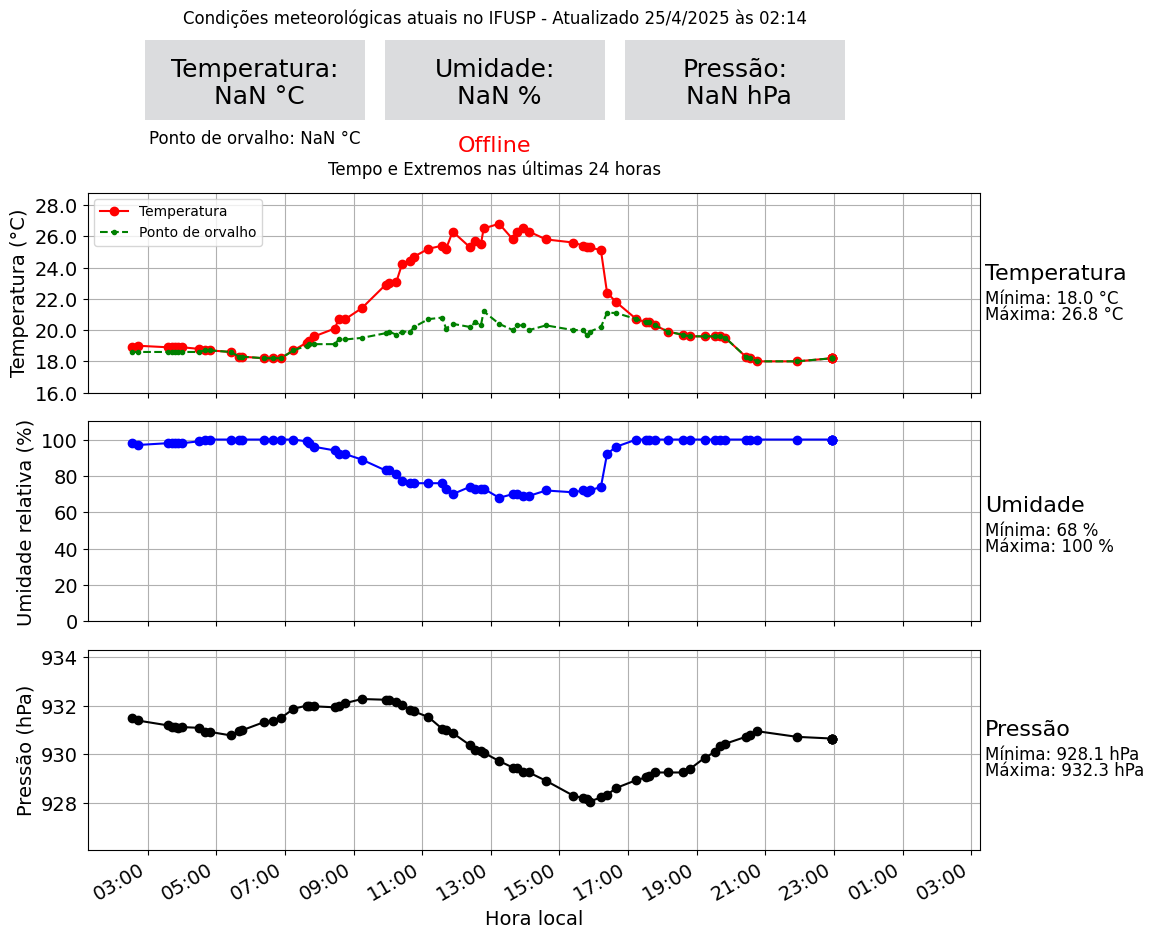 Condições meteorológicas atuais no IFUSP - Atualizado 25/4/2025 às 02:14
Temperatura:
NaN °C
Umidade:
NaN %
Pressão:
NaN hPa
Ponto de orvalho: NaN °C
Offline
Tempo e Extremos nas últimas 24 horas
Temperatura (°C)
28.0
26.0
24.0
22.0
20.0
18.0
16.0
Temperatura
Ponto de orvalho
Temperatura
Mínima: 18.0 °C
Máxima: 26.8 °C
Umidade relativa (%)
100
80
60
40
20
0
Umidade
Mínima: 68 %
Máxima: 100 %
Pressão (hPa)
934
932
930
928
Pressão
Mínima: 928.1 hPa
Máxima: 932.3 hPa
03:00
05:00
07:00
09:00
11:00
13:00
15:00
17:00
19:00
21:00
23:00
01:00
03:00
Hora local